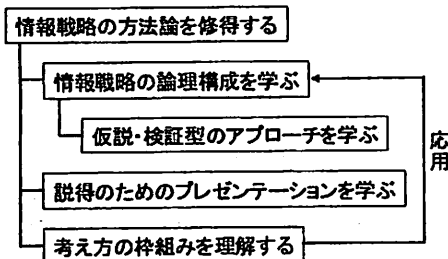 情報戦略の方法論を修得する
情報戦略の論理構成を学ぶ
仮説・検証型のアプローチを学ぶ
応用
説得のためのプレゼンテーションを学ぶ
考え方の枠組みを理解する